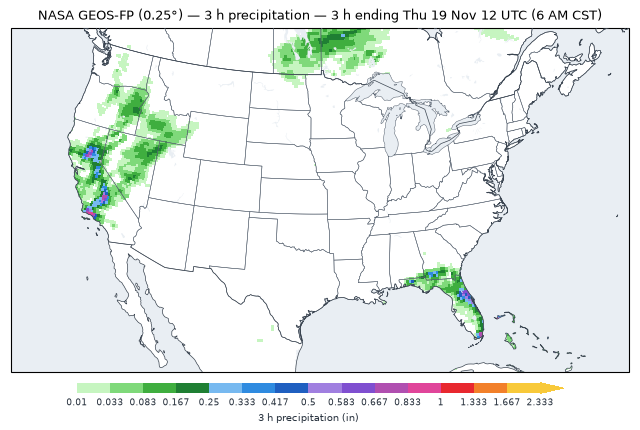 NASA GEOS-FP (0.25°) — 3 h precipitation — 3 h ending Thu 19 Nov 12 UTC (6 AM CST)
0.01 0.033 0.083 0.167 0.25 0.333 0.417 0.5 0.583 0.667 0.833 1 1.333 1.667 2.333
3 h precipitation (in)